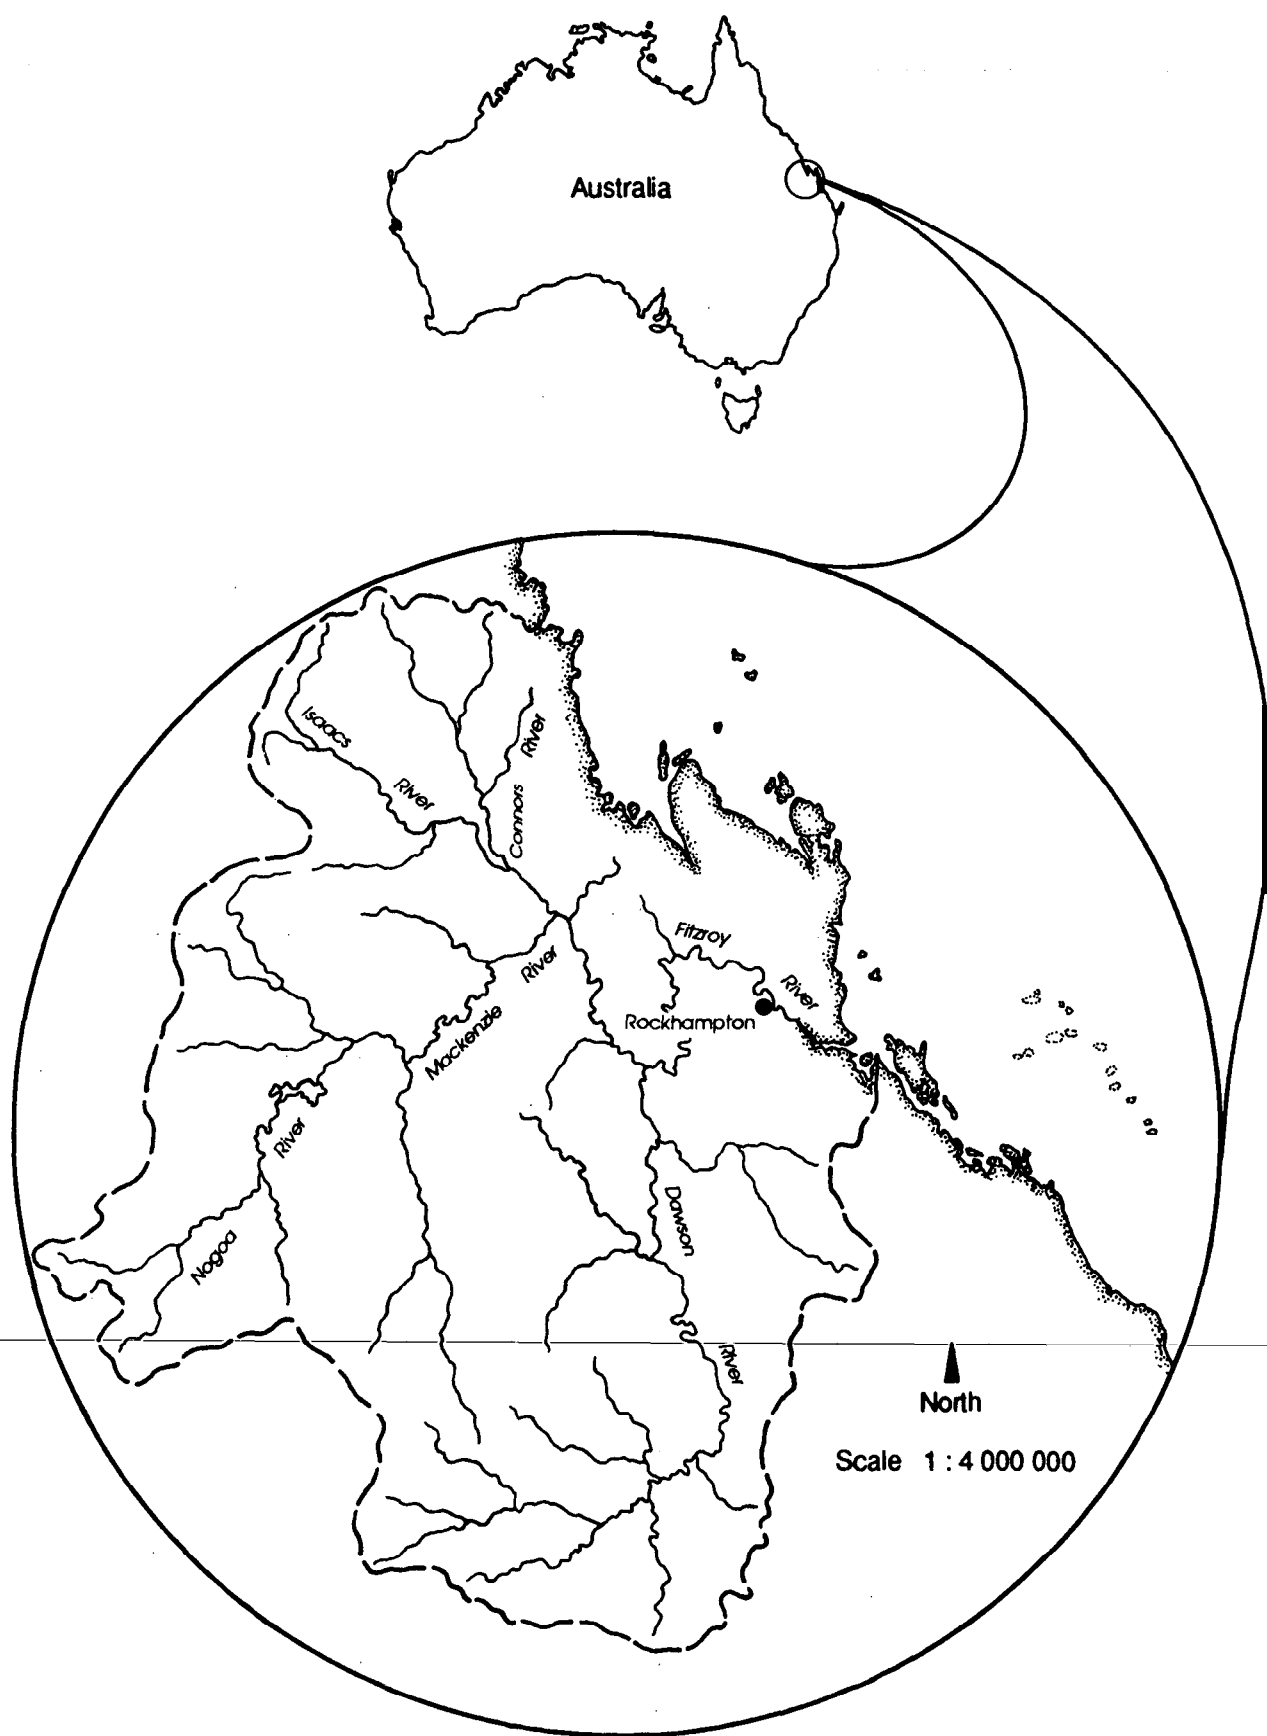 Australia
Isaacs
River
River
Connors
Fitzroy
River
River
Mackenzie
Rockhampton
River
Nogoa
Dawson
River
North
Scale 1 : 4 000 000